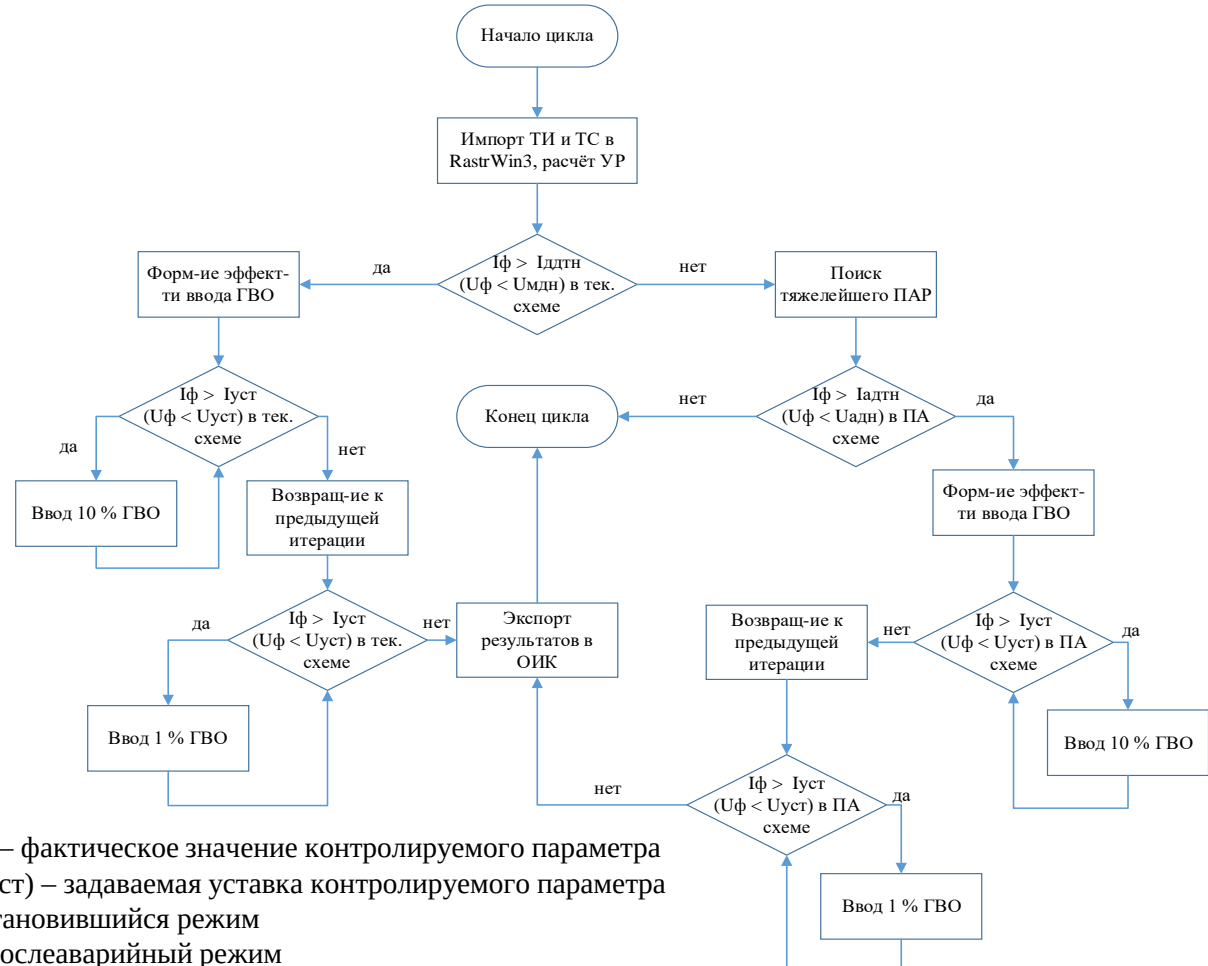 Начало цикла
Импорт ТИ и ТС в
RastrWin3, расчёт УР
Iф > Iддтн
(Uф < Uмдн) в тек.
схеме
да
нет
Форм-ие эффект-
ти ввода ГВО
Поиск
тяжелейшего ПАР
Iф > Iуст
(Uф < Uуст) в тек.
схеме
да
нет
Конец цикла
Iф > Iадтн
(Uф < Uадн) в ПА
схеме
нет
да
Ввод 10 % ГВО
Возвращ-ие к
предыдущей
итерации
Форм-ие эффект-
ти ввода ГВО
Iф > Iуст
(Uф < Uуст) в тек.
схеме
да
нет
Экспорт
результатов в
ОИК
Возвращ-ие к
предыдущей
итерации
Iф > Iуст
(Uф < Uуст) в ПА
схеме
нет
да
Ввод 1 % ГВО
Ввод 10 % ГВО
Iф > Iуст
(Uф < Uуст) в ПА
схеме
нет
да
Ввод 1 % ГВО
– фактическое значение контролируемого параметра
ст) – задаваемая уставка контролируемого параметра
тановившийся режим
ослеаварийный режим